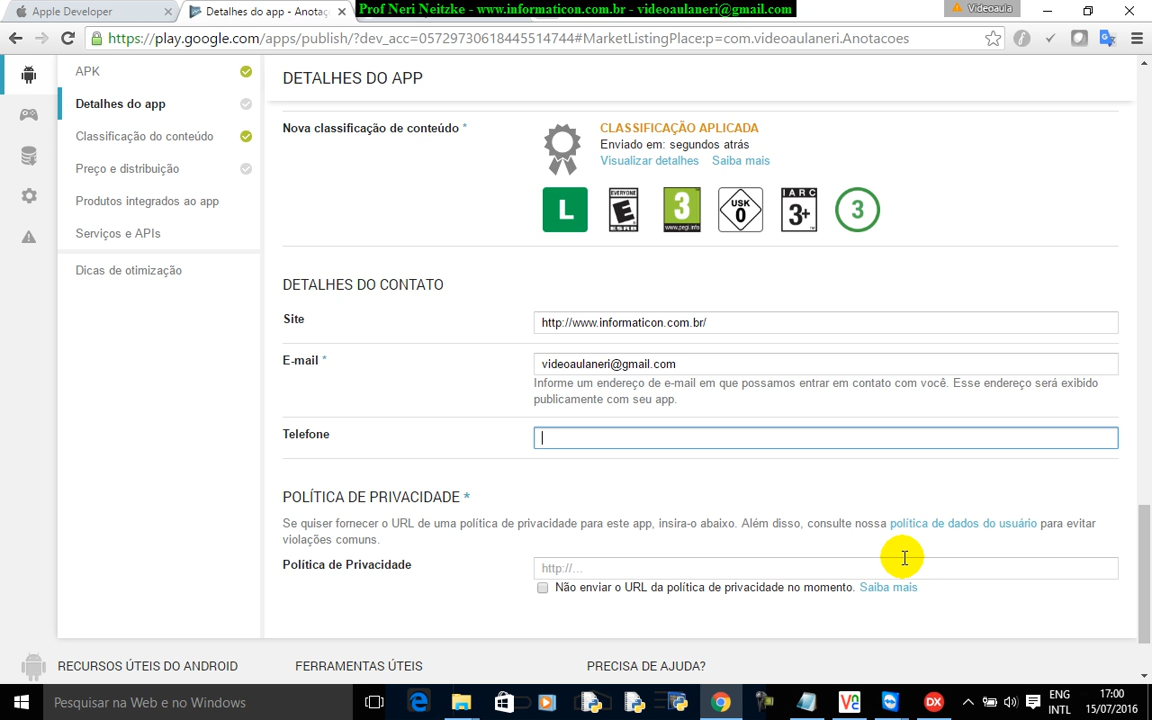 Apple Developer
Detalhes do app - Anotaç
Prof Neri Neitzke - www.informaticon.com.br - videoaulaneri@gmail.com
Videoaula
https://play.google.com/apps/publish/?dev_acc=05729730618445514744#MarketListingPlace:p=com.videoaulaneri.Anotacoes
APK
Detalhes do app
Classificação do conteúdo
Preço e distribuição
Produtos integrados ao app
Serviços e APIs
Dicas de otimização
DETALHES DO APP
Nova classificação de conteúdo *
CLASSIFICAÇÃO APLICADA
Enviado em: segundos atrás
Visualizar detalhes Saiba mais
L
EVERYONE E ESRB
3 www.pegi.info
USK 0
IARC 3+
3
DETALHES DO CONTATO
Site
http://www.informaticon.com.br/
E-mail *
videoaulaneri@gmail.com
Informe um endereço de e-mail em que possamos entrar em contato com você. Esse endereço será exibido
publicamente com seu app.
Telefone
POLÍTICA DE PRIVACIDADE *
Se quiser fornecer o URL de uma política de privacidade para este app, insira-o abaixo. Além disso, consulte nossa política de dados do usuário para evitar
violações comuns.
Política de Privacidade
http://...
Não enviar o URL da política de privacidade no momento. Saiba mais
RECURSOS ÚTEIS DO ANDROID
FERRAMENTAS ÚTEIS
PRECISA DE AJUDA?
Pesquisar na Web e no Windows
DX
ENG
INTL
17:00
15/07/2016